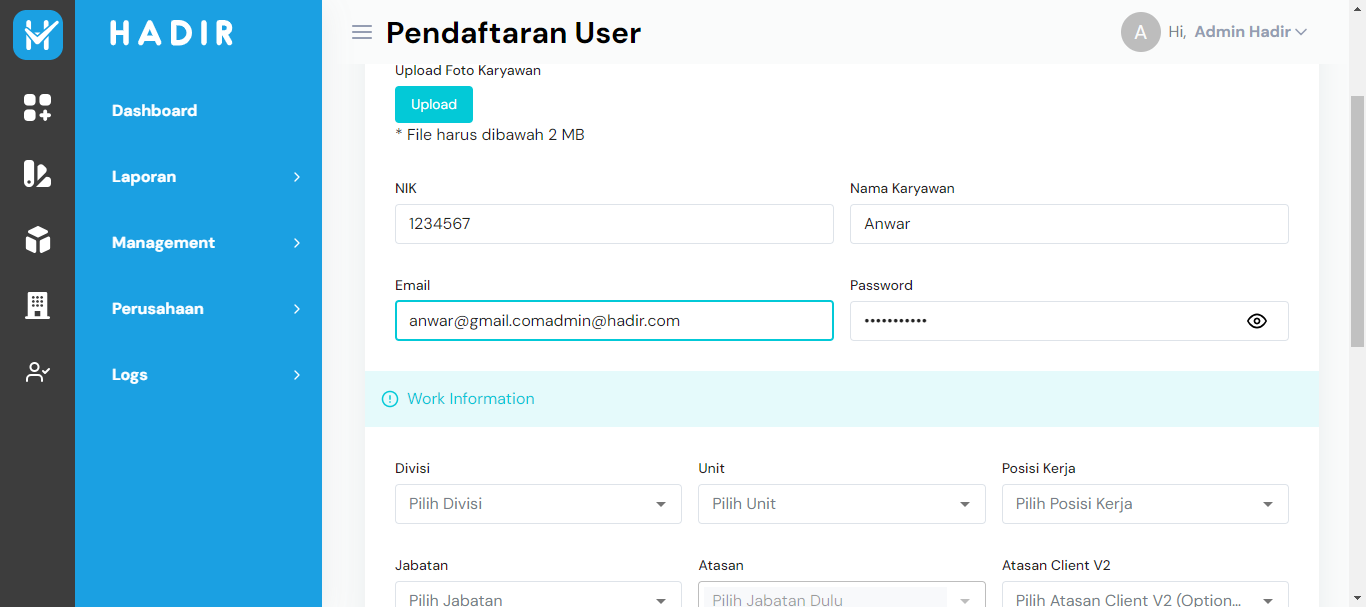 HADIR
Pendaftaran User
A
Hi, Admin Hadir
Dashboard
Laporan
Management
Perusahaan
Logs
Upload Foto Karyawan
Upload
* File harus dibawah 2 MB
NIK
Nama Karyawan
1234567
Anwar
Email
Password
anwar@gmail.comadmin@hadir.com
•••••••••••
Work Information
Divisi
Unit
Posisi Kerja
Pilih Divisi
Pilih Unit
Pilih Posisi Kerja
Jabatan
Atasan
Atasan Client V2
Pilih Jabatan
Pilih Jabatan Dulu
Pilih Atasan Client V2 (Option...